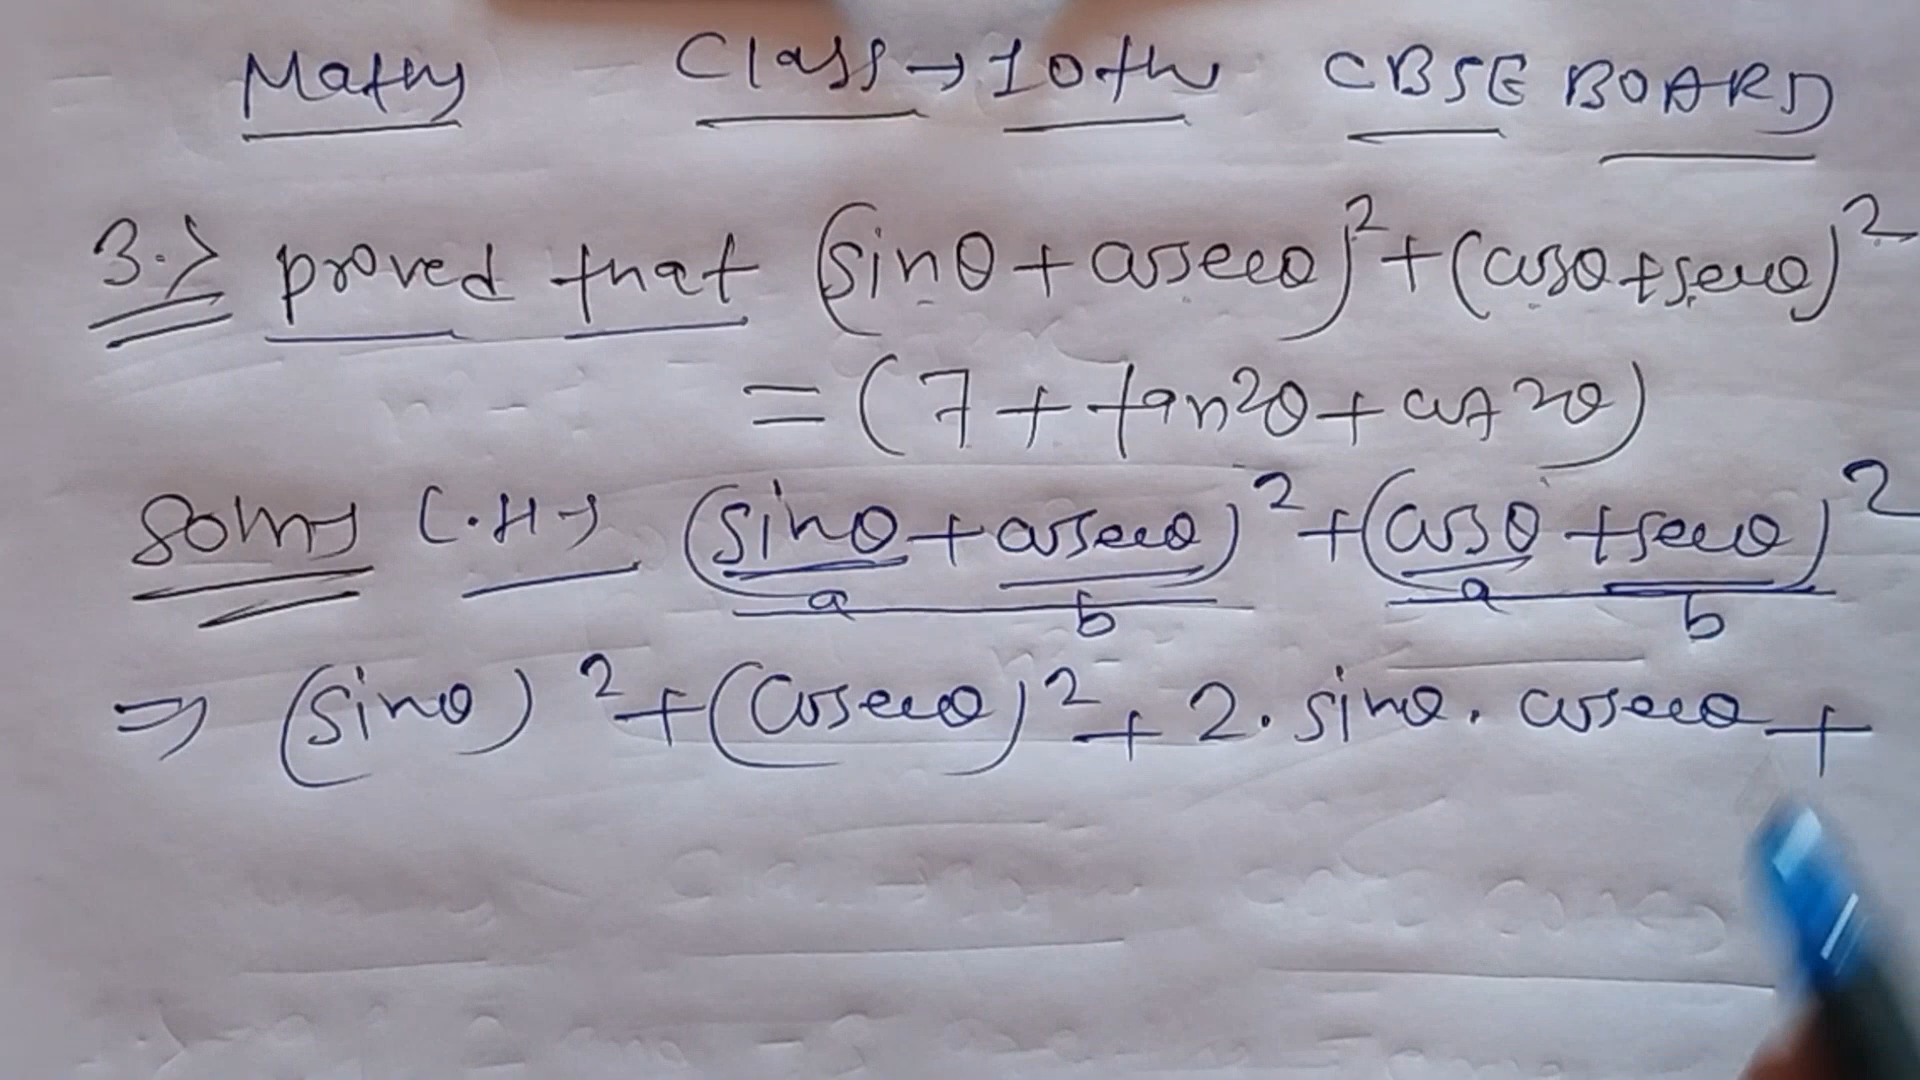 Maths Class → 10th CBSE BOARD
3.> proved that (sinθ + cosecθ)² + (cosθ + secθ)²
= (7 + tan²θ + cot²θ)
Soln L.H.S (sinθ + cosecθ)² + (cosθ + secθ)²
a b a b
⇒ (sinθ)² + (cosecθ)² + 2. sinθ. cosecθ +